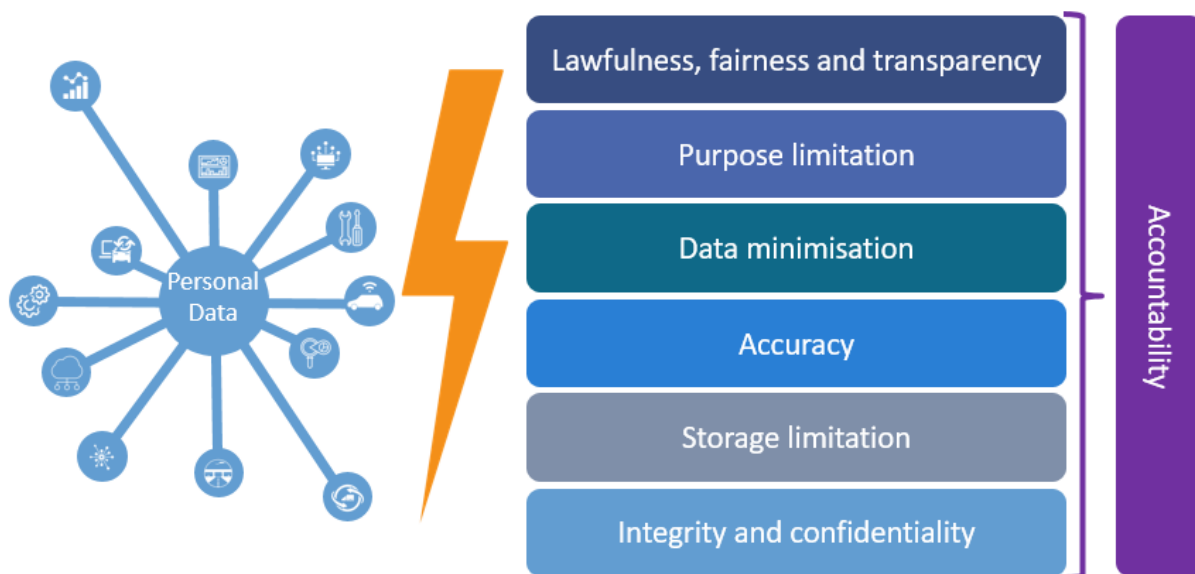 Personal
Data
Lawfulness, fairness and transparency
Purpose limitation
Data minimisation
Accuracy
Storage limitation
Integrity and confidentiality
Accountability